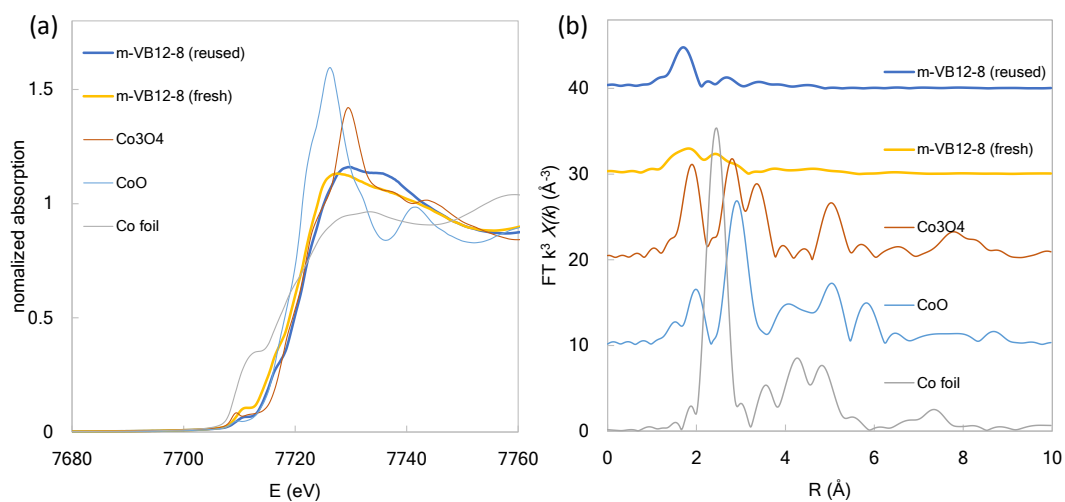 (a)
m-VB12-8 (reused)
m-VB12-8 (fresh)
Co3O4
CoO
Co foil
nomalized absorption
1.5
1
0.5
0
7680 7700 7720 7740 7760
E (eV)
(b)
m-VB12-8 (reused)
m-VB12-8 (fresh)
Co3O4
CoO
Co foil
FT k³ X(k) (Å-³)
40
30
20
10
0
0 2 4 6 8 10
R (Å)